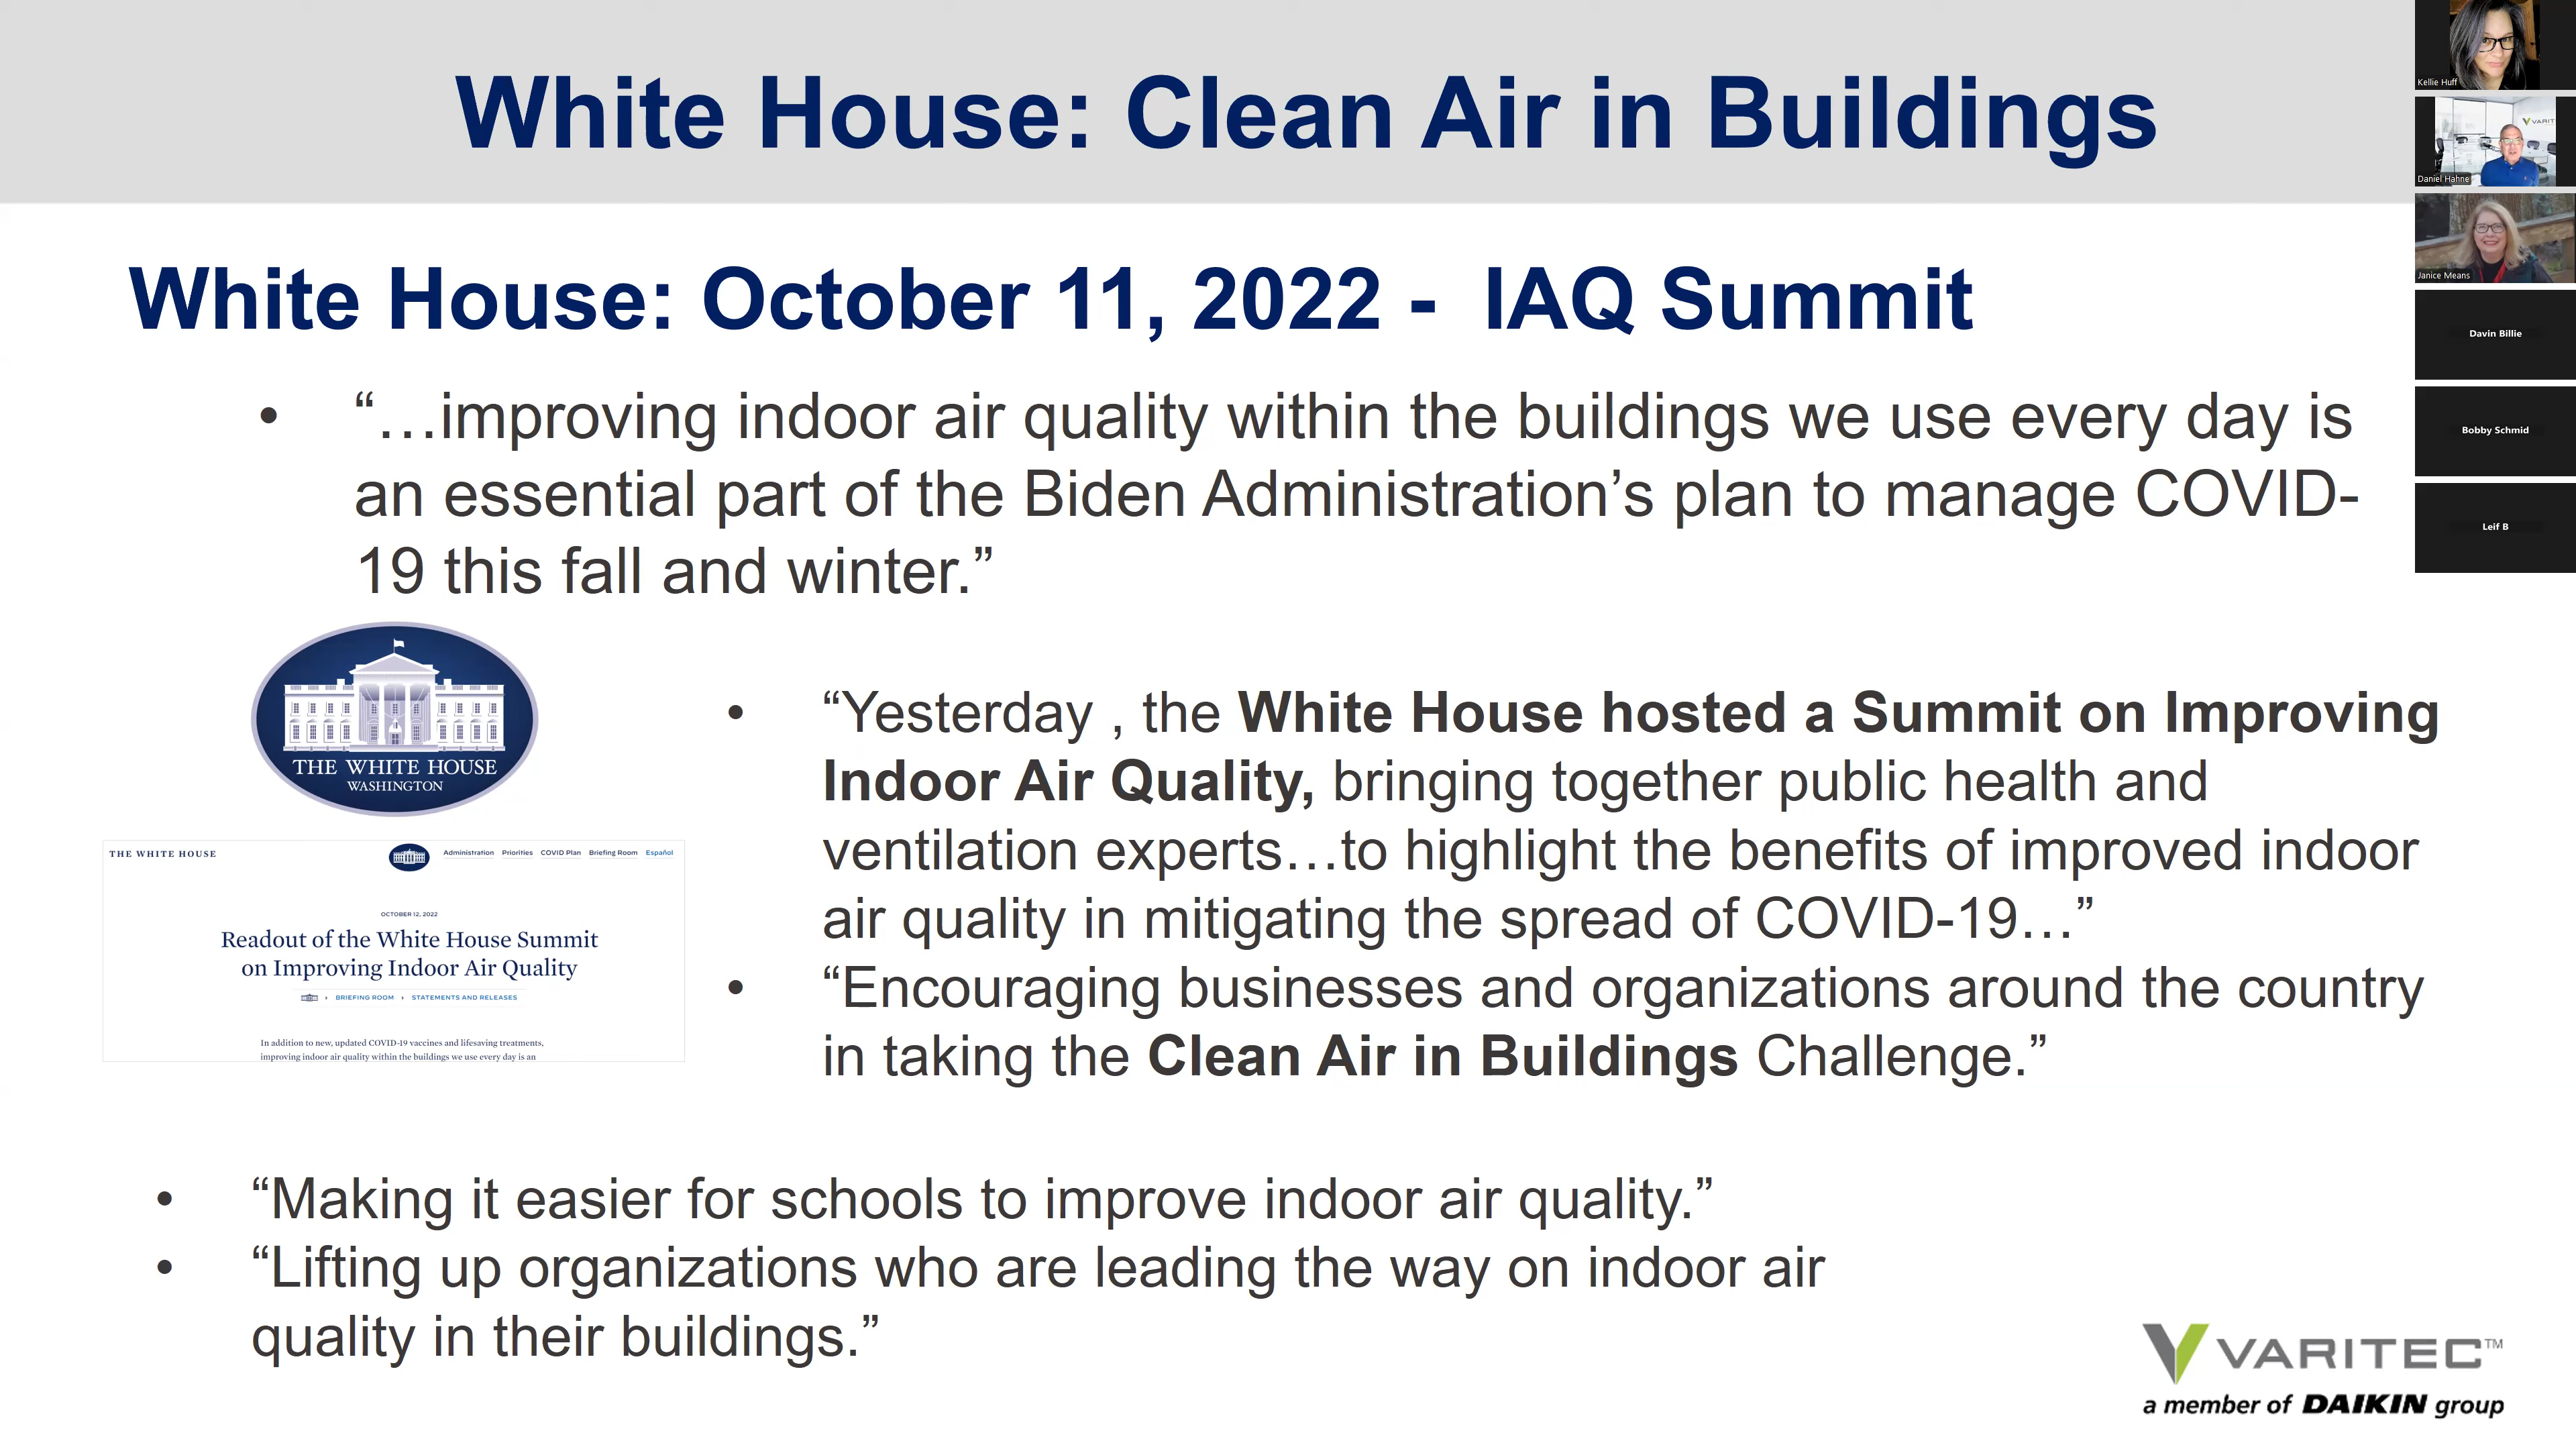 White House: Clean Air in Buildings
White House: October 11, 2022 - IAQ Summit
• “…improving indoor air quality within the buildings we use every day is
an essential part of the Biden Administration’s plan to manage COVID-
19 this fall and winter.”
THE WHITE HOUSE
WASHINGTON
• “Yesterday , the White House hosted a Summit on Improving
Indoor Air Quality, bringing together public health and
ventilation experts…to highlight the benefits of improved indoor
air quality in mitigating the spread of COVID-19…”
• “Encouraging businesses and organizations around the country
in taking the Clean Air in Buildings Challenge.”
THE WHITE HOUSE
Administration Priorities COVID Plan Briefing Room Español
OCTOBER 12, 2022
Readout of the White House Summit
on Improving Indoor Air Quality
BRIEFING ROOM › STATEMENTS AND RELEASES
In addition to new, updated COVID-19 vaccines and lifesaving treatments,
improving indoor air quality within the buildings we use every day is an
• “Making it easier for schools to improve indoor air quality.”
• “Lifting up organizations who are leading the way on indoor air
quality in their buildings.”
VARITEC™
a member of DAIKIN group
Kellie Huff
VARIT
Daniel Hahne
Janice Means
Davin Billie
Bobby Schmid
Leif B